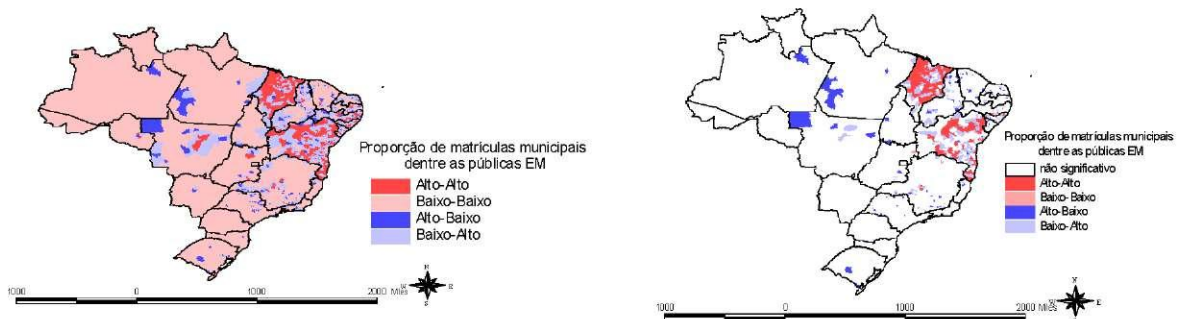 Proporção de matrículas municipais
dentre as públicas EM
Alto-Alto
Baixo-Baixo
Alto-Baixo
Baixo-Alto
1000 0 1000 2000 Miles
N
W E
S
Proporção de matrículas municipais
dentre as públicas EM
não significativo
Alto-Alto
Baixo-Baixo
Alto-Baixo
Baixo-Alto
1000 0 1000 2000 Miles
N
W E
S